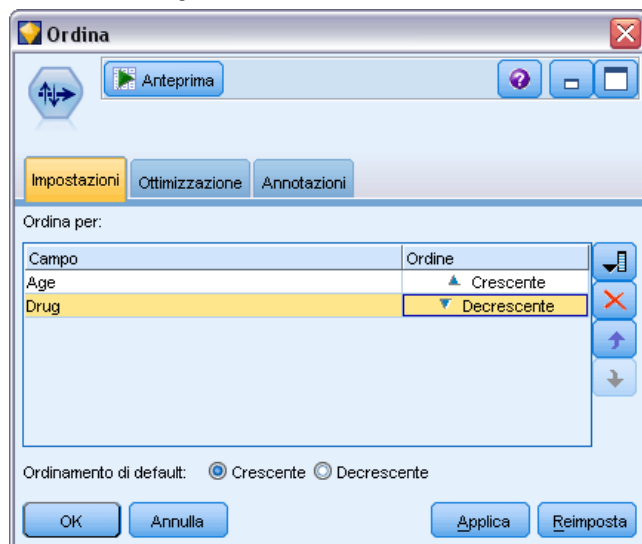 Ordina
Anteprima
Impostazioni Ottimizzazione Annotazioni
Ordina per:
Campo Ordine
Age Crescente
Drug Decrescente
Ordinamento di default: Crescente Decrescente
OK Annulla Applica Reimposta